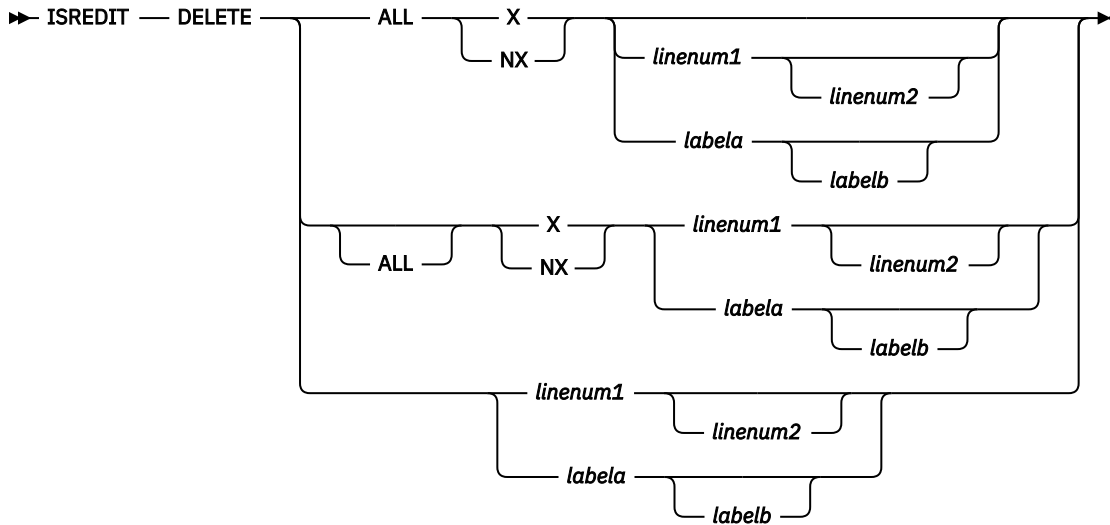 ISREDIT DELETE ALL X
NX linenum1
linenum2
labela
labelb
X linenum1
ALL NX linenum2
labela
labelb
linenum1
linenum2
labela
labelb